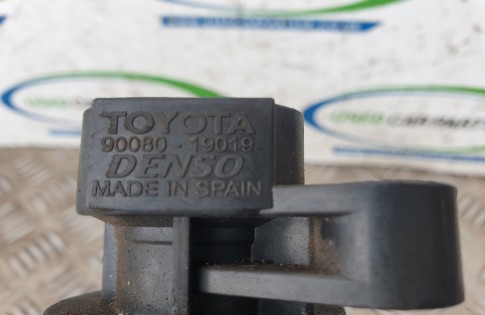 TOYOTA
90080-19019
DENSO
MADE IN SPAIN